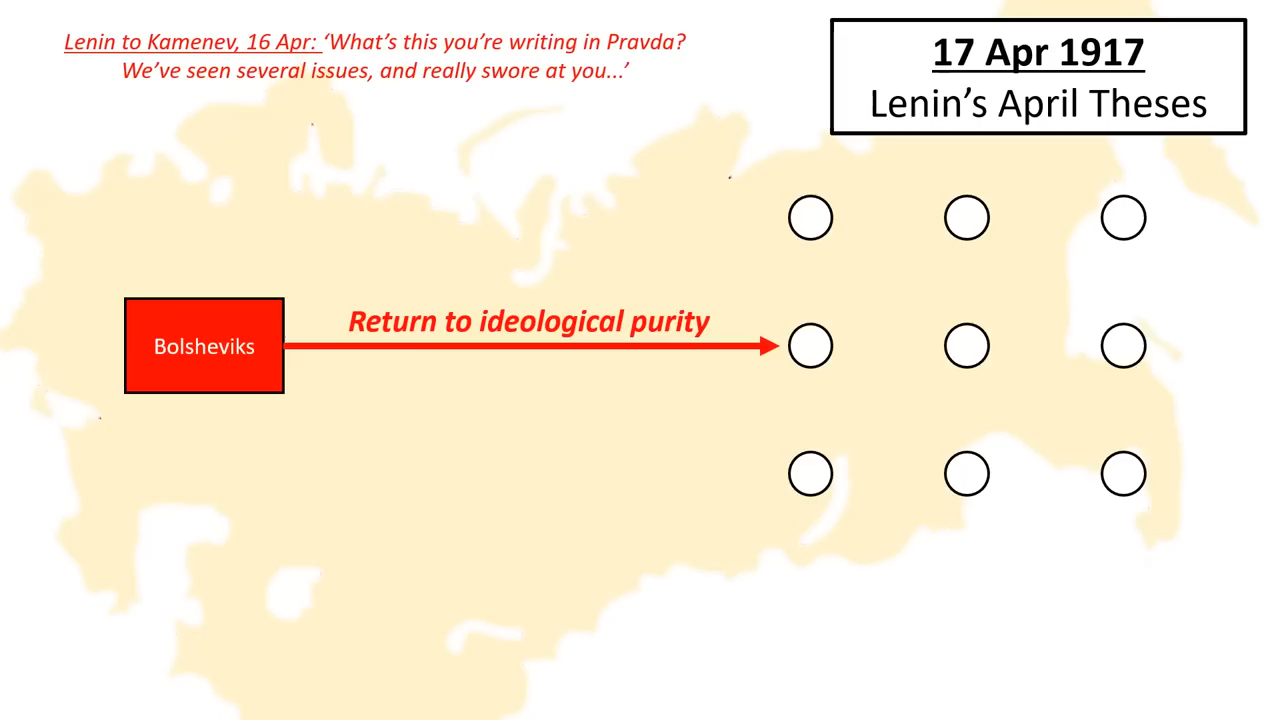 Lenin to Kamenev, 16 Apr: ‘What’s this you’re writing in Pravda?
We’ve seen several issues, and really swore at you...’
17 Apr 1917
Lenin’s April Theses
Return to ideological purity
Bolsheviks